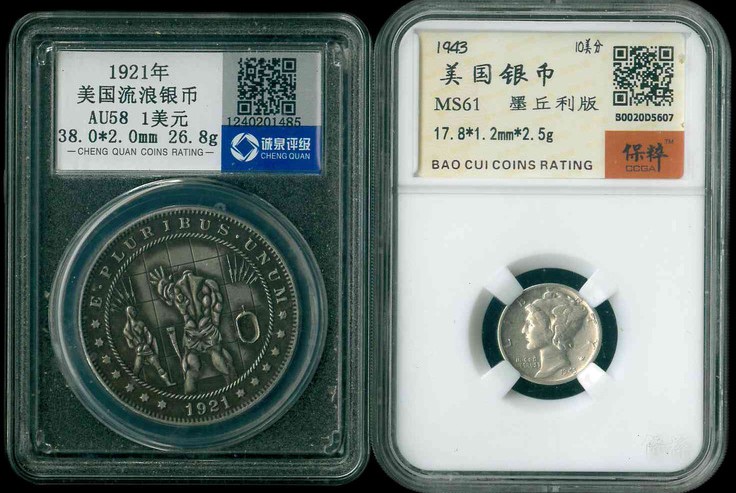 1921年
美国流浪银币
AU58 1美元
38.0*2.0mm 26.8g
—CHENG QUAN COINS RATING—
1240201485
诚泉评级
CHENG QUAN
E·PLURIBUS·UNUM
1921
1943 10美分
美国银币
MS61 墨丘利版
17.8*1.2mm*2.5g
BAO CUI COINS RATING
B0020D5607
保粹™
CCGA